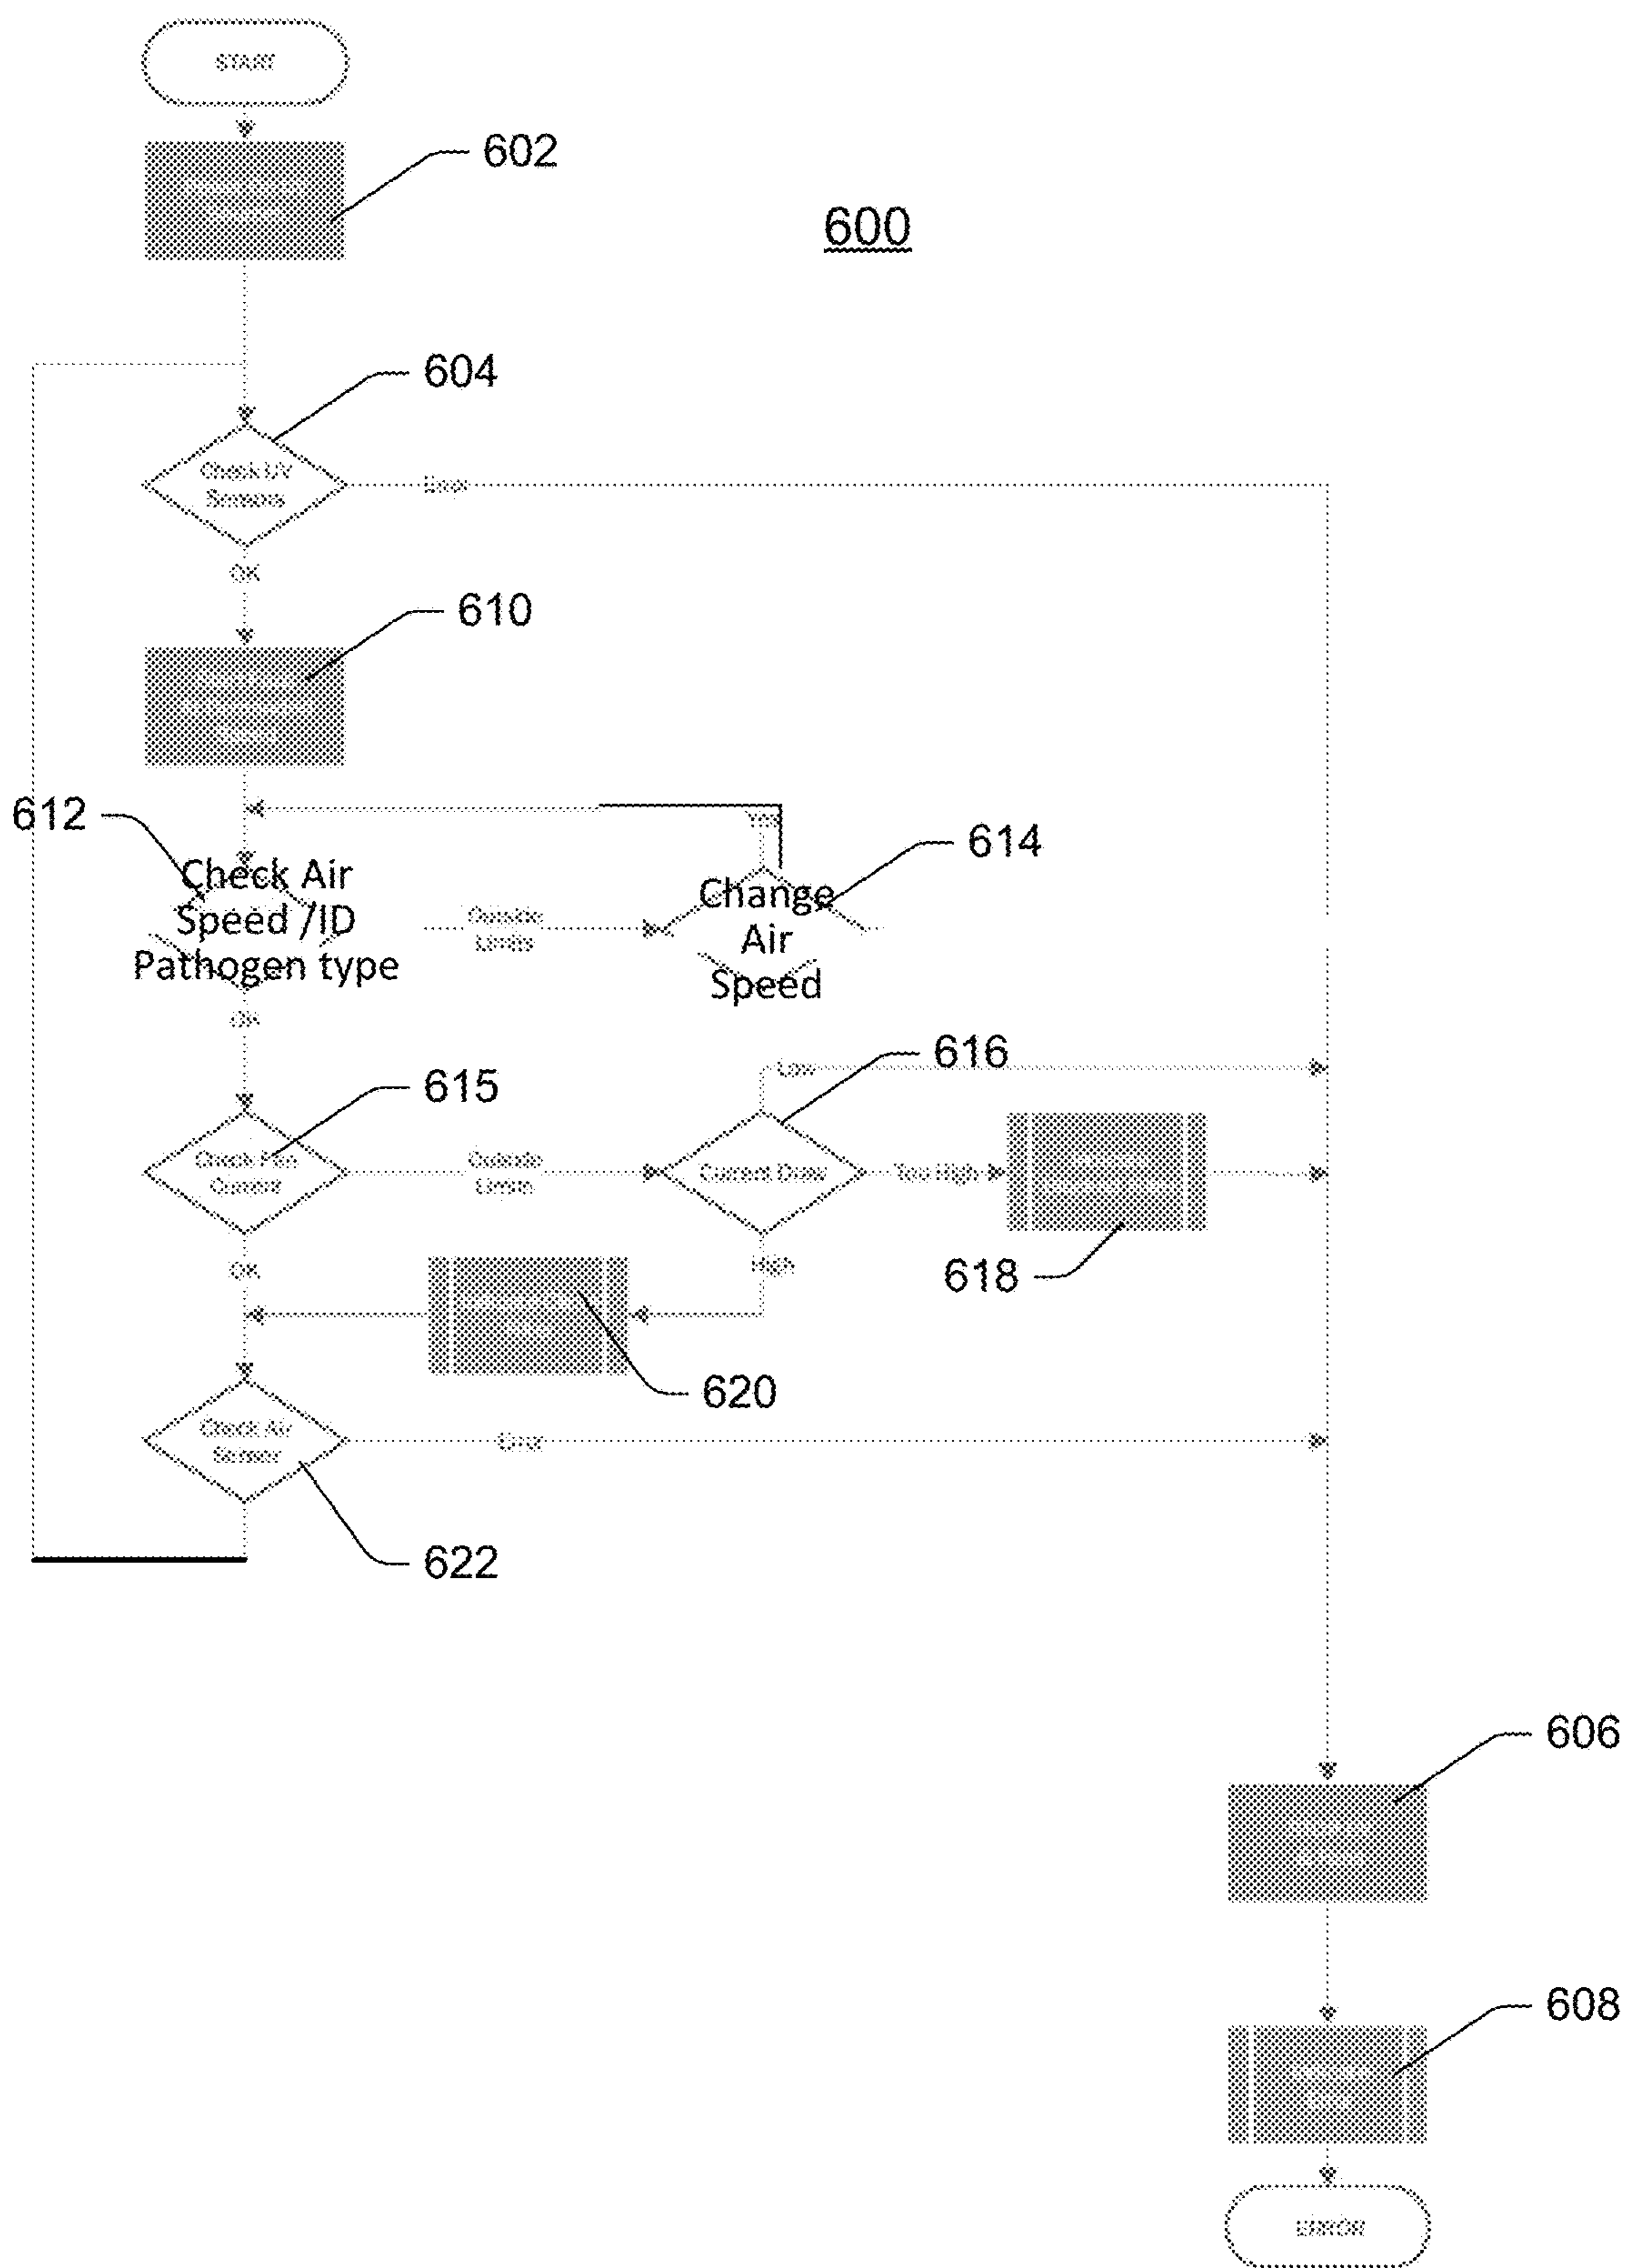 START
602
600
604
Check UV
Sensors
Error
OK
610
612
Yes
614
Check Air
Speed /ID
Pathogen type
Outside
Limits
Change
Air
Speed
OK
616
Low
615
Check Fan
Current
Outside
Limits
Current Draw
Too High
618
OK
High
620
Check Air
Sensor
Error
622
606
608
ERROR